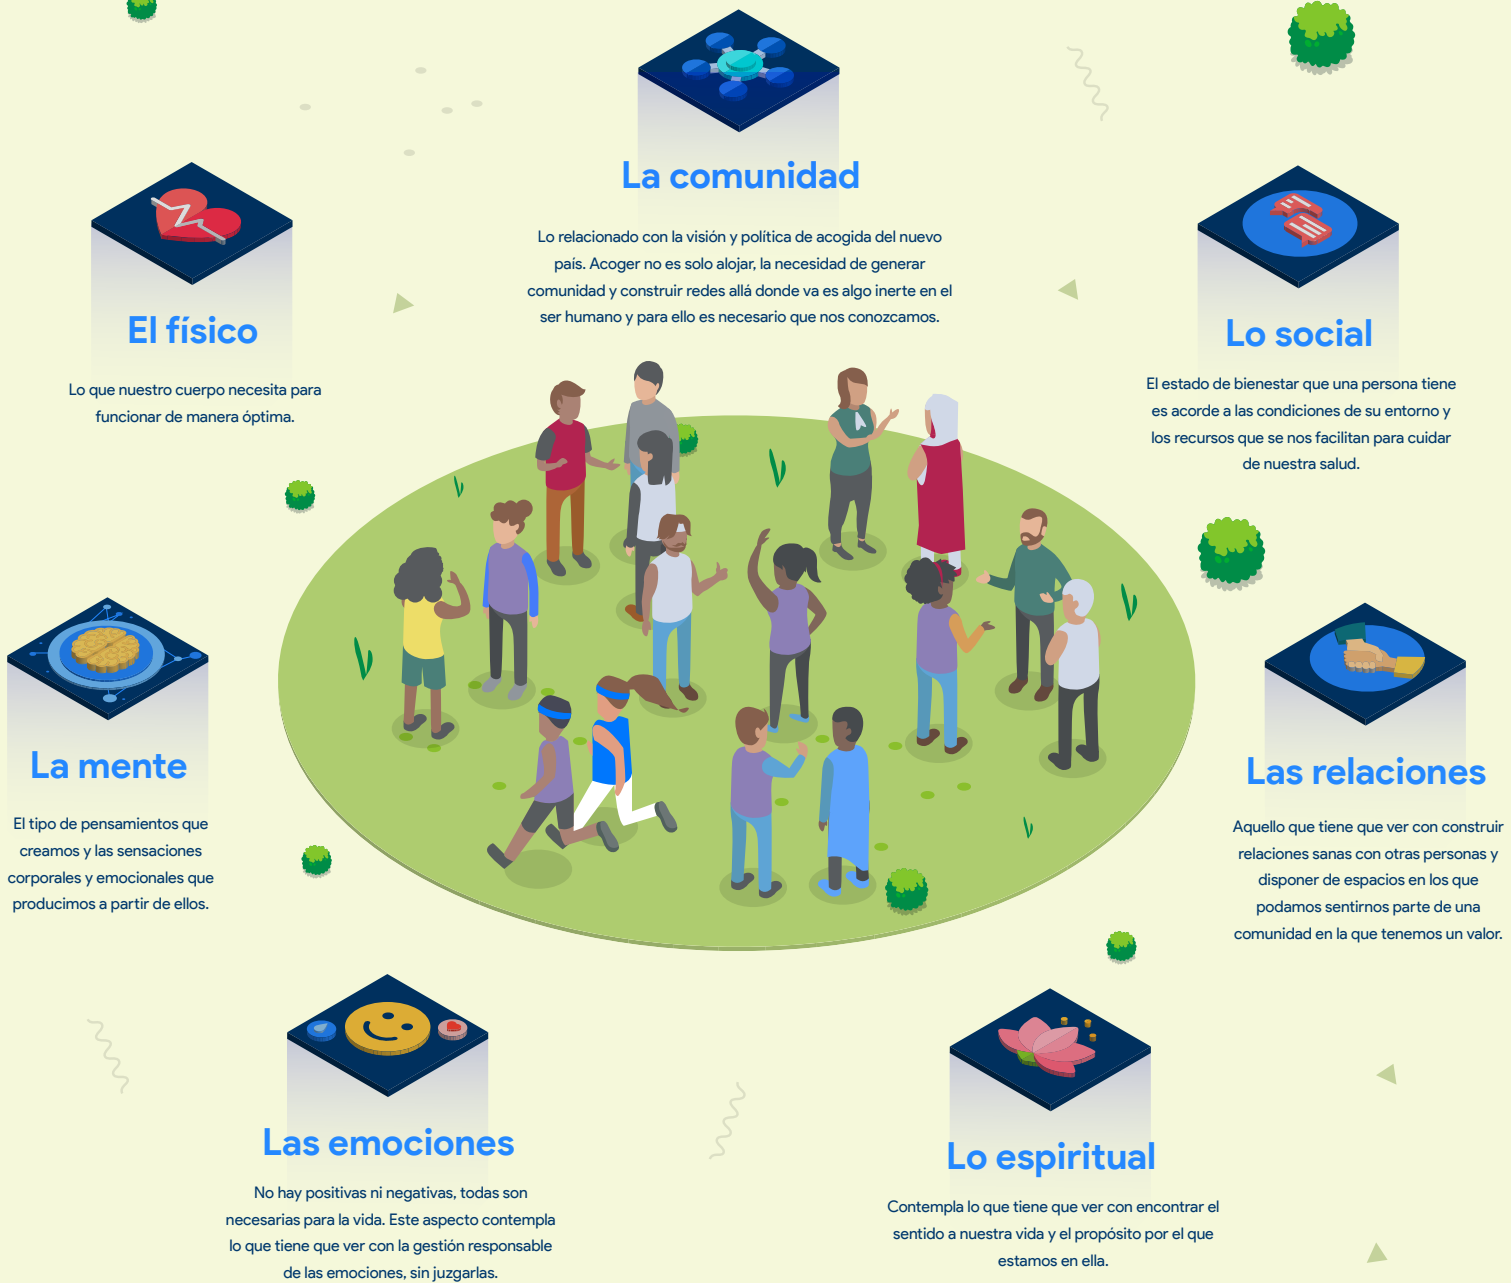 La comunidad
Lo relacionado con la visión y política de acogida del nuevo
país. Acoger no es solo alojar, la necesidad de generar
comunidad y construir redes allá donde va es algo inerte en el
ser humano y para ello es necesario que nos conozcamos.
El físico
Lo que nuestro cuerpo necesita para
funcionar de manera óptima.
Lo social
El estado de bienestar que una persona tiene
es acorde a las condiciones de su entorno y
los recursos que se nos facilitan para cuidar
de nuestra salud.
La mente
El tipo de pensamientos que
creamos y las sensaciones
corporales y emocionales que
producimos a partir de ellos.
Las relaciones
Aquello que tiene que ver con construir
relaciones sanas con otras personas y
disponer de espacios en los que
podamos sentirnos parte de una
comunidad en la que tenemos un valor.
Las emociones
No hay positivas ni negativas, todas son
necesarias para la vida. Este aspecto contempla
lo que tiene que ver con la gestión responsable
de las emociones, sin juzgarlas.
Lo espiritual
Contempla lo que tiene que ver con encontrar el
sentido a nuestra vida y el propósito por el que
estamos en ella.